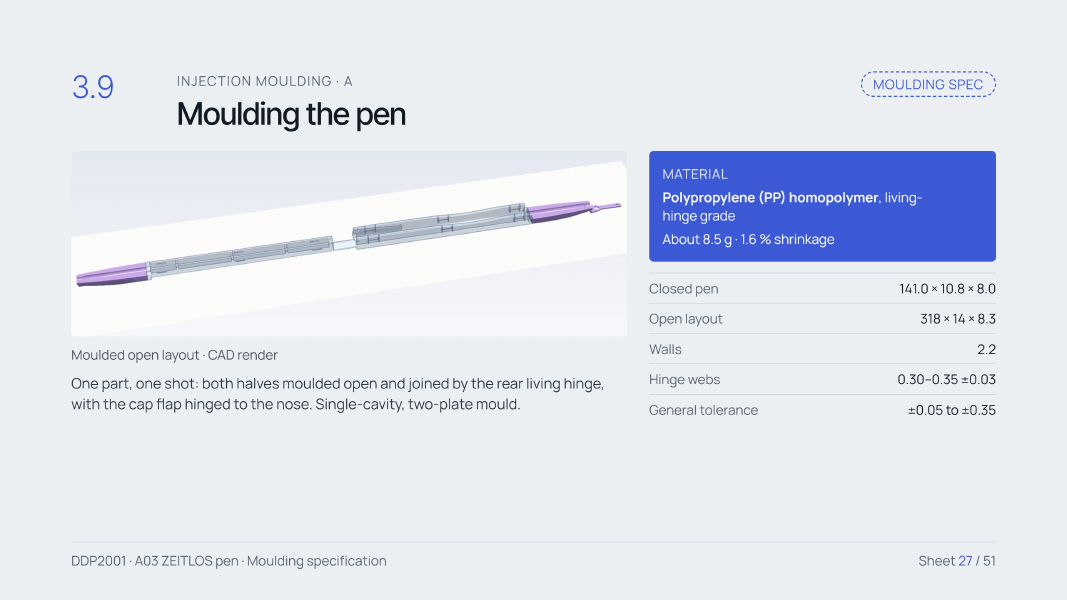 3.9
INJECTION MOULDING · A
Moulding the pen
MOULDING SPEC
Moulded open layout · CAD render
One part, one shot: both halves moulded open and joined by the rear living hinge,
with the cap flap hinged to the nose. Single-cavity, two-plate mould.
MATERIAL
Polypropylene (PP) homopolymer, living-
hinge grade
About 8.5 g · 1.6 % shrinkage
Closed pen 141.0 × 10.8 × 8.0
Open layout 318 × 14 × 8.3
Walls 2.2
Hinge webs 0.30–0.35 ±0.03
General tolerance ±0.05 to ±0.35
DDP2001 · A03 ZEITLOS pen · Moulding specification
Sheet 27 / 51